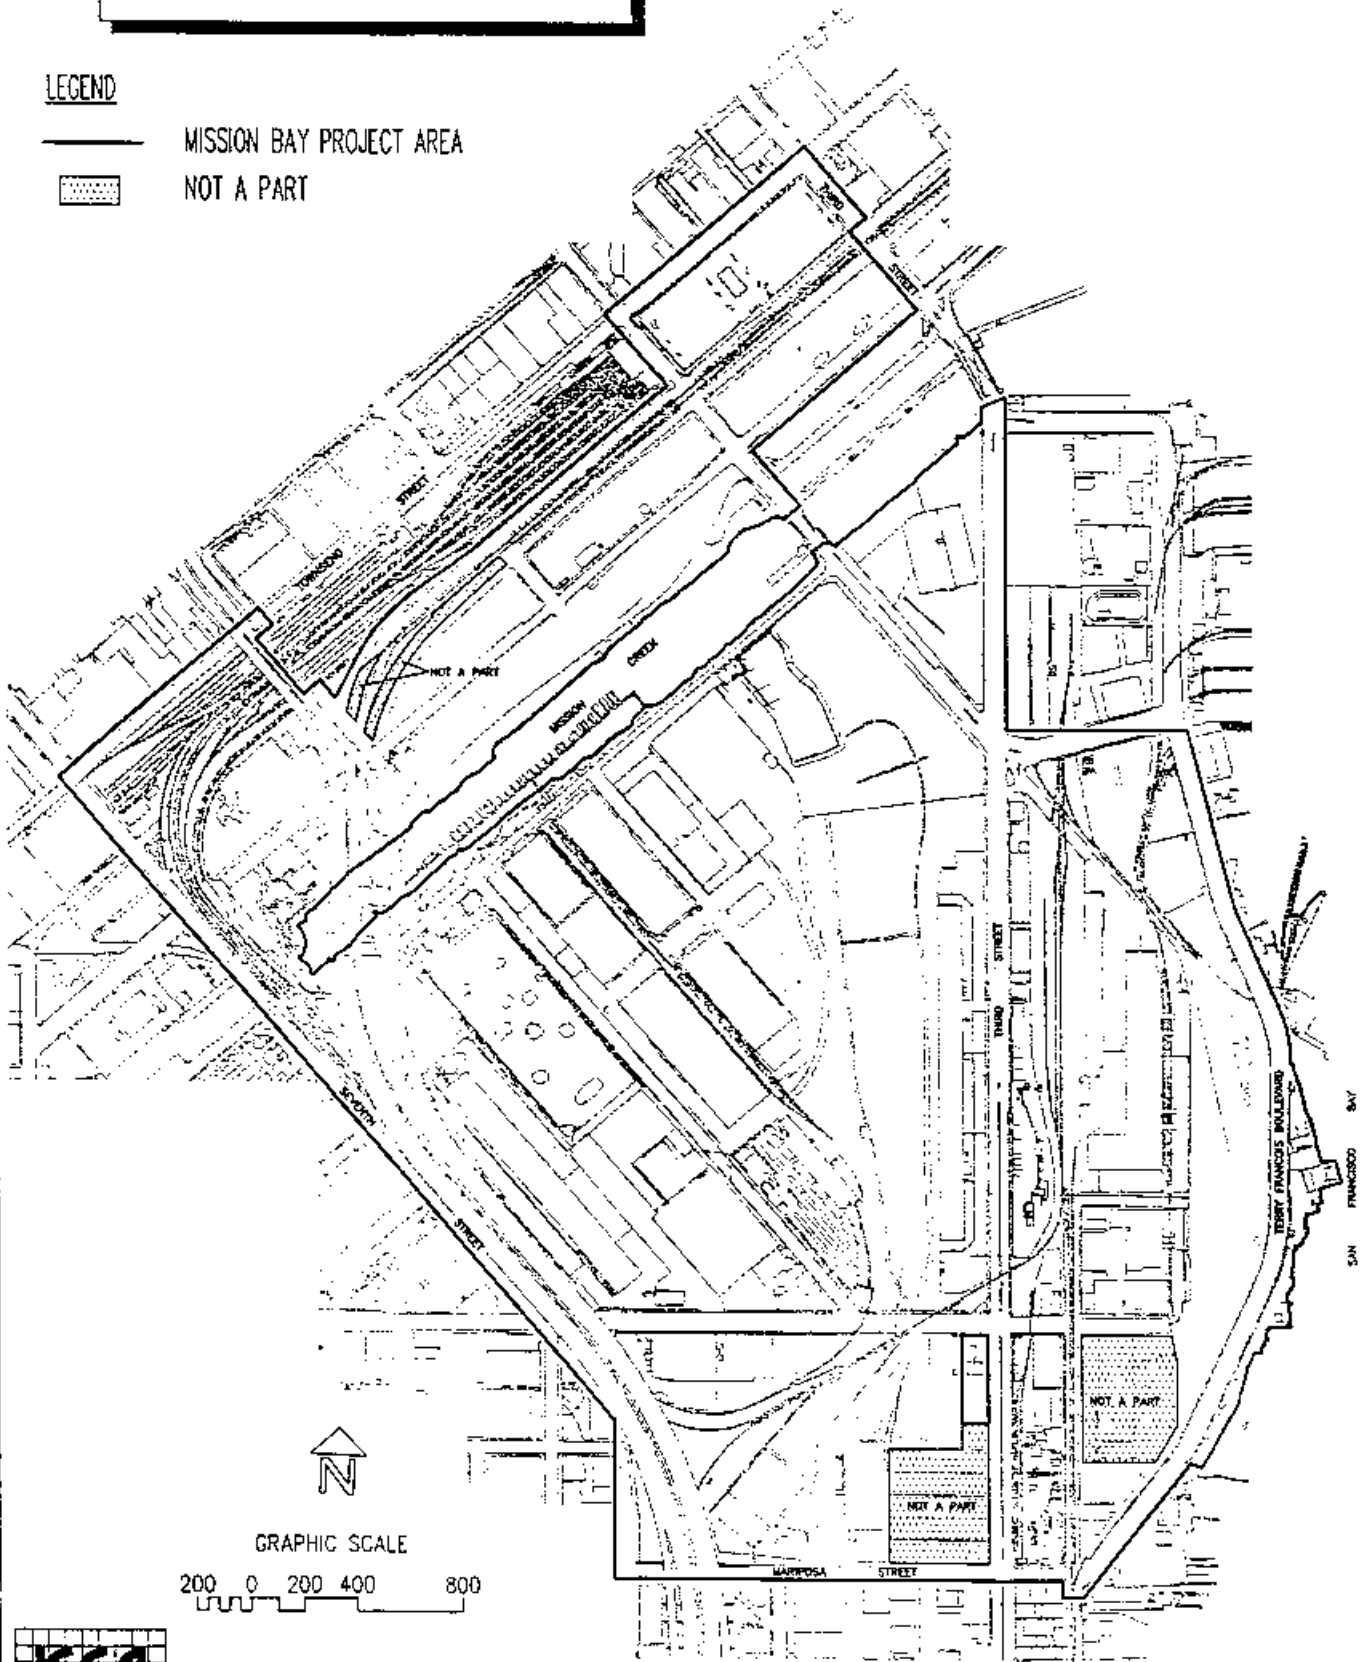 LEGEND
MISSION BAY PROJECT AREA
NOT A PART
THIRD
STREET
STREET
TOWNSEND
NOT A PART
CREEK
MISSION
STREET
THIRD
SEVENTH
STREET
TERRY FRANCOIS BOULEVARD
SAN FRANCISCO BAY
NOT A PART
NOT A PART
MARIPOSA STREET
N
GRAPHIC SCALE
200 0 200 400 800